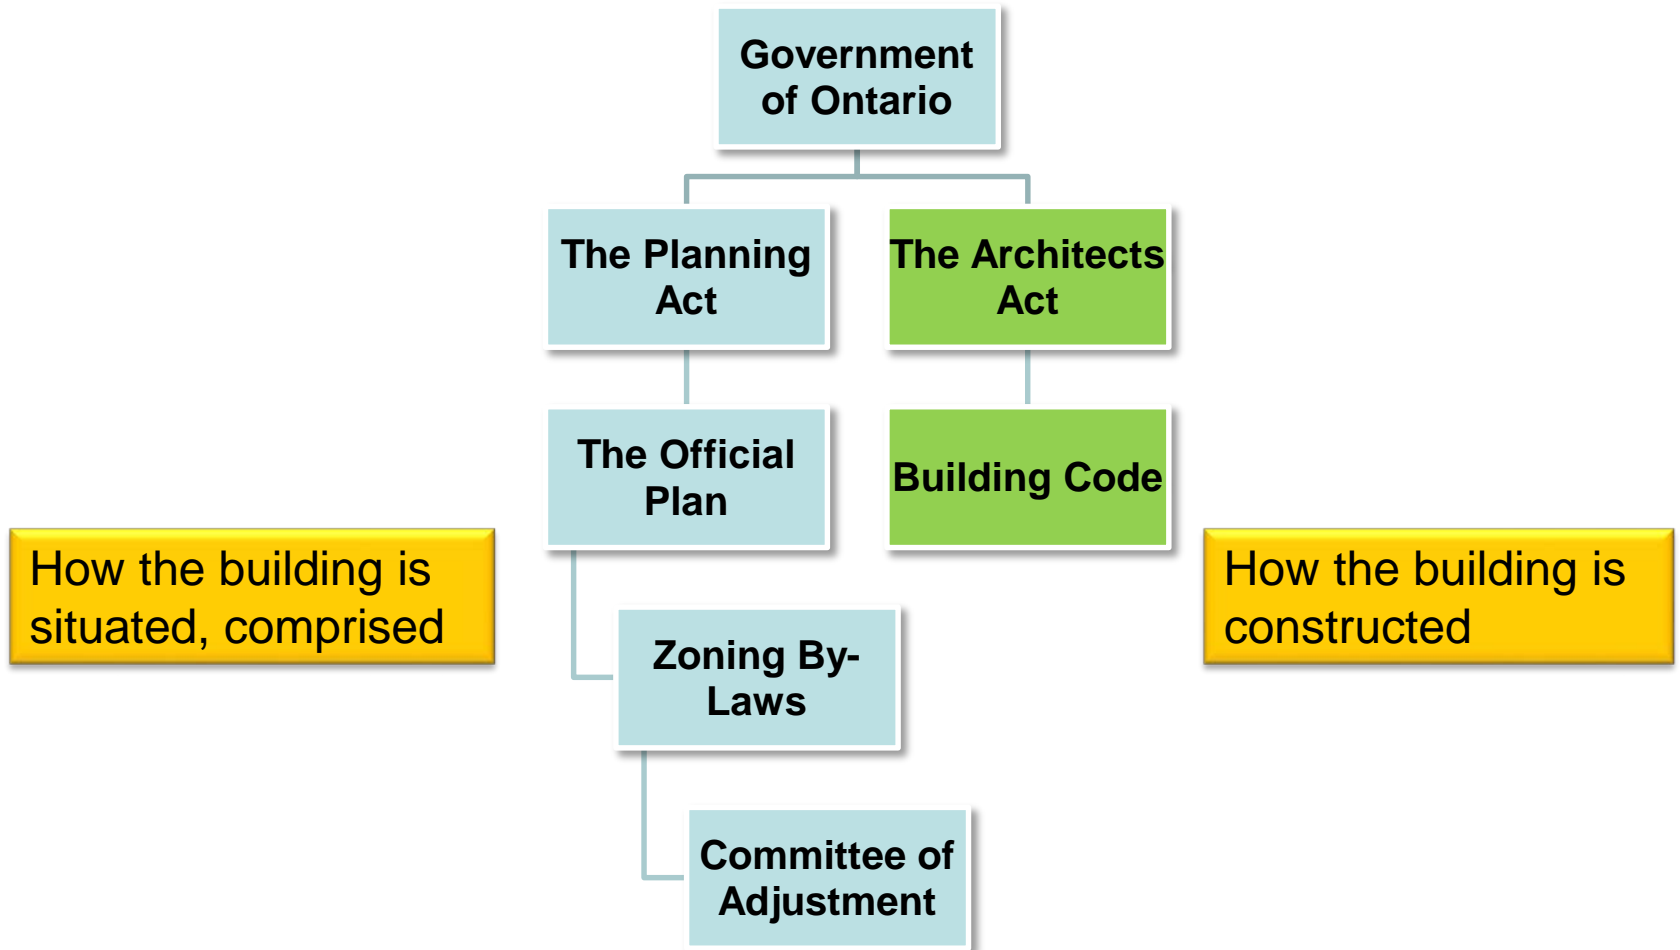 Government
of Ontario
The Planning
Act
The Architects
Act
The Official
Plan
Building Code
How the building is
situated, comprised
How the building is
constructed
Zoning By-
Laws
Committee of
Adjustment